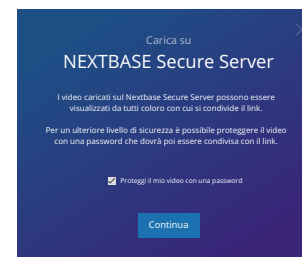 Carica su
NEXTBASE Secure Server
I video caricati sul Nextbase Secure Server possono essere
visualizzati da tutti coloro con cui si condivide il link.
Per un ulteriore livello di sicurezza è possibile proteggere il video
con una password che dovrà poi essere condivisa con il link.
Proteggi il mio video con una password
Continua